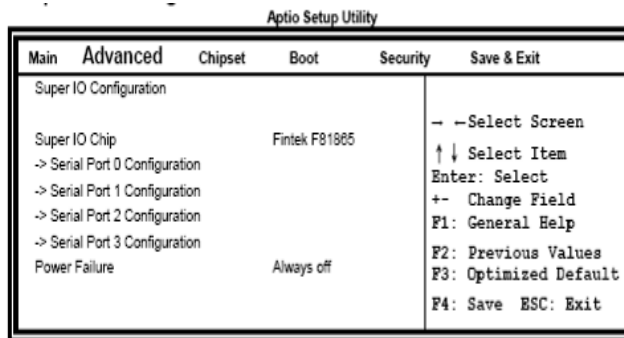 Aptio Setup Utility
Main Advanced Chipset Boot Security Save & Exit
Super IO Configuration
Super IO Chip Fintek F81865
-> Serial Port 0 Configuration
-> Serial Port 1 Configuration
-> Serial Port 2 Configuration
-> Serial Port 3 Configuration
Power Failure Always off
→ ←Select Screen
↑↓ Select Item
Enter: Select
+- Change Field
F1: General Help
F2: Previous Values
F3: Optimized Default
F4: Save ESC: Exit